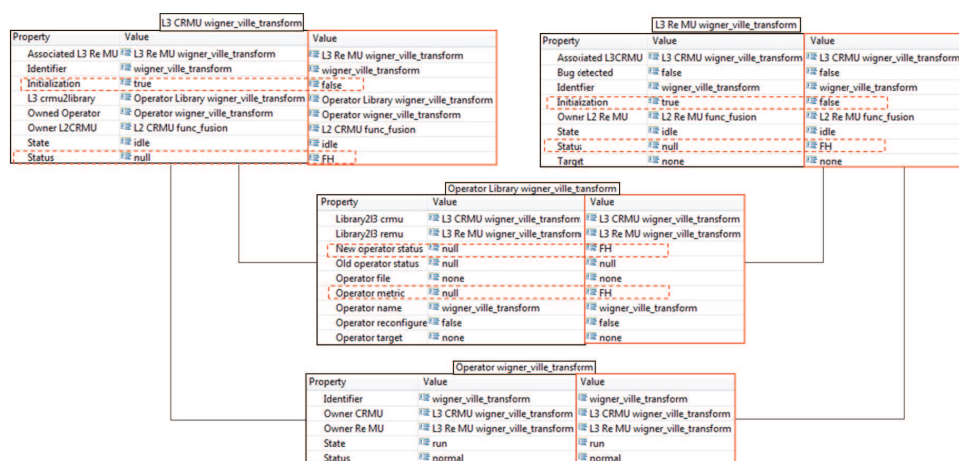 L3 CRMU wigner_ville_transform
Property Value Value
Associated L3 Re MU L3 Re MU wigner_ville_transform L3 Re MU wigner_ville_transform
Identifier wigner_ville_transform wigner_ville_transform
Initialization true false
L3 crmu2library Operator Library wigner_ville_transform Operator Library wigner_ville_transform
Owned Operator Operator wigner_ville_transform Operator wigner_ville_transform
Owner L2CRMU L2 CRMU func_fusion L2 CRMU func_fusion
State idle idle
Status null FH
L3 Re MU wigner_ville_transform
Property Value Value
Associated L3CRMU L3 CRMU wigner_ville_transform L3 CRMU wigner_ville_transform
Bug detected false false
Identifier wigner_ville_transform wigner_ville_transform
Initialization true false
Owner L2 Re MU L2 Re MU func_fusion L2 Re MU func_fusion
State idle idle
Status null FH
Target none none
Operator Library wigner_ville_transform
Property Value Value
Library2l3 crmu L3 CRMU wigner_ville_transform L3 CRMU wigner_ville_transform
Library2l3 remu L3 Re MU wigner_ville_transform L3 Re MU wigner_ville_transform
New operator status null FH
Old operator status null null
Operator file none none
Operator metric null FH
Operator name wigner_ville_transform wigner_ville_transform
Operator reconfigure false false
Operator target none none
Operator wigner_ville_transform
Property Value Value
Identifier wigner_ville_transform wigner_ville_transform
Owner CRMU L3 CRMU wigner_ville_transform L3 CRMU wigner_ville_transform
Owner Re MU L3 Re MU wigner_ville_transform L3 Re MU wigner_ville_transform
State run run
Status normal normal